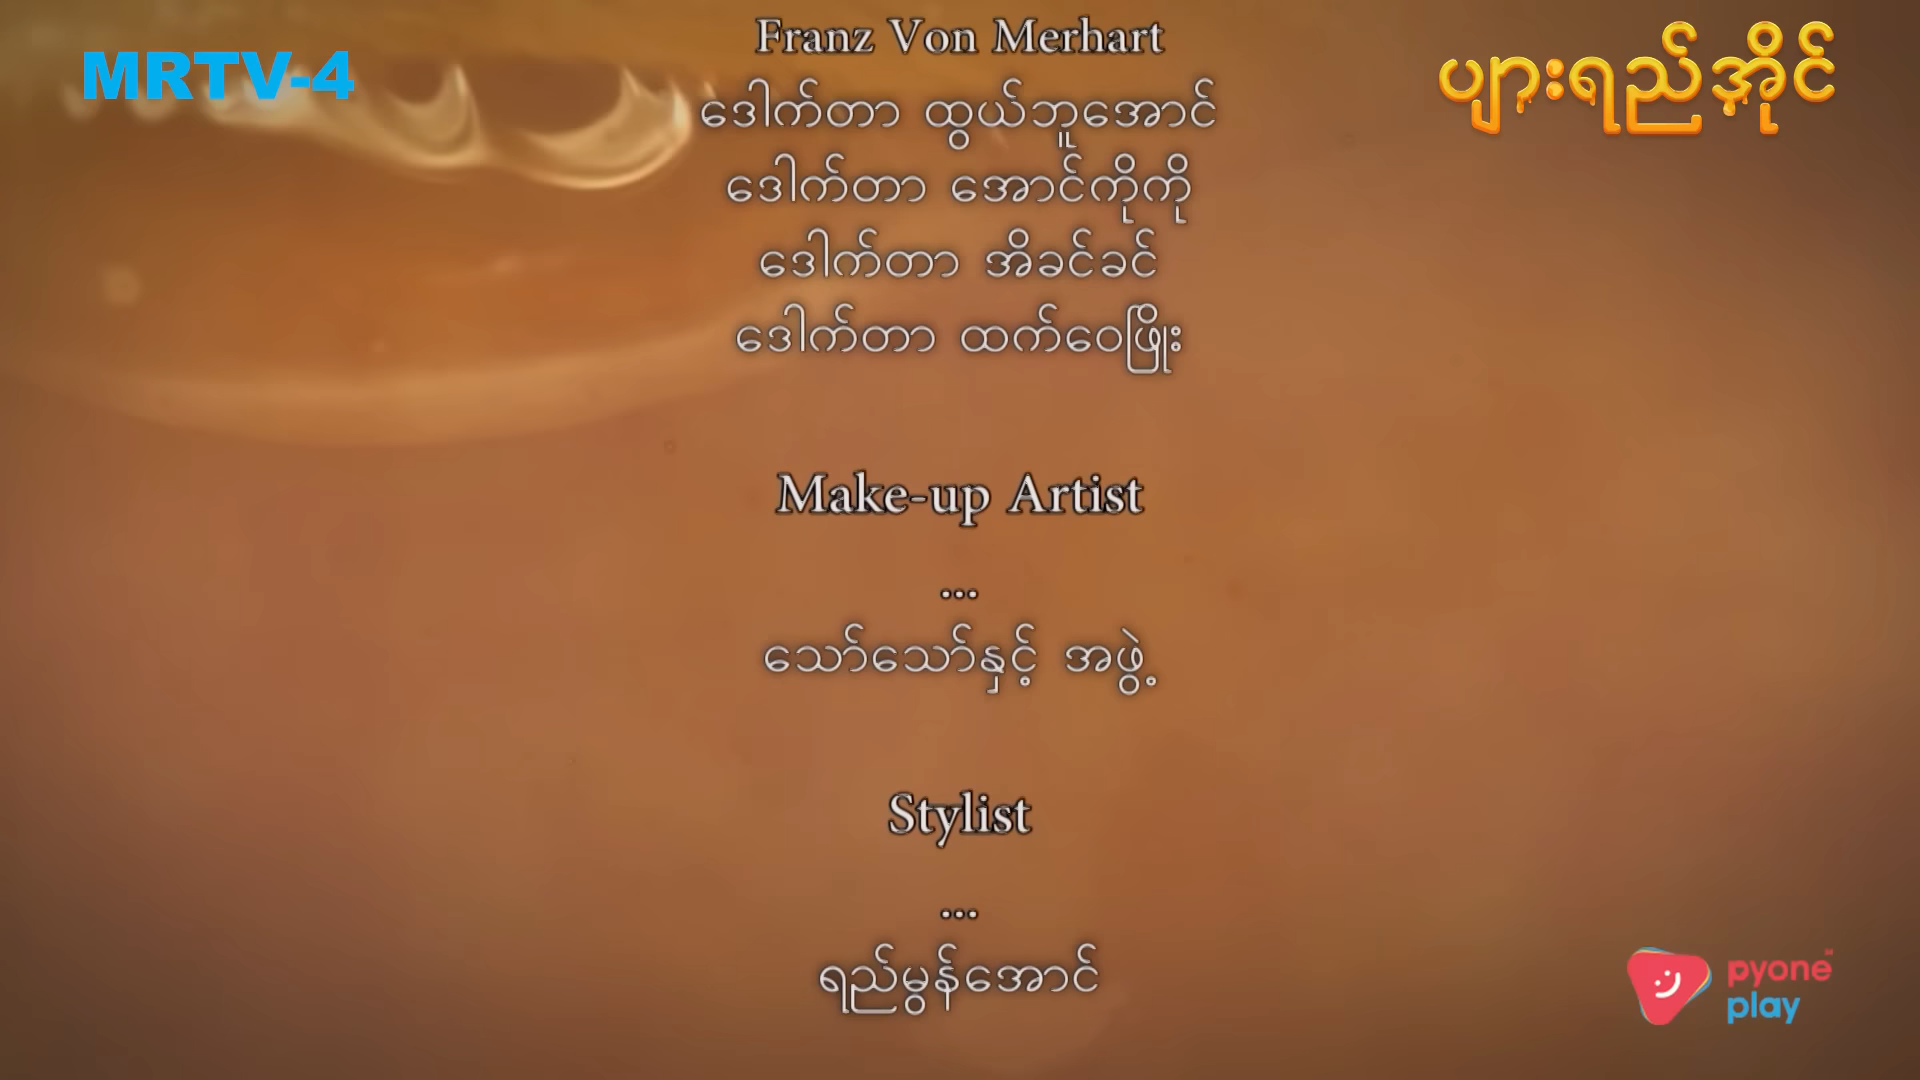 Franz Von Merhart
MRTV-4
ပျားရည်အိုင်
ဒေါက်တာ ထွယ်ဘူအောင်
ဒေါက်တာ အောင်ကိုကို
ဒေါက်တာ အိခင်ခင်
ဒေါက်တာ ထက်ဝေဖြိုး
Make-up Artist
...
သော်သော်နှင့် အဖွဲ့
Stylist
...
ရည်မွန်အောင်
pyone
play